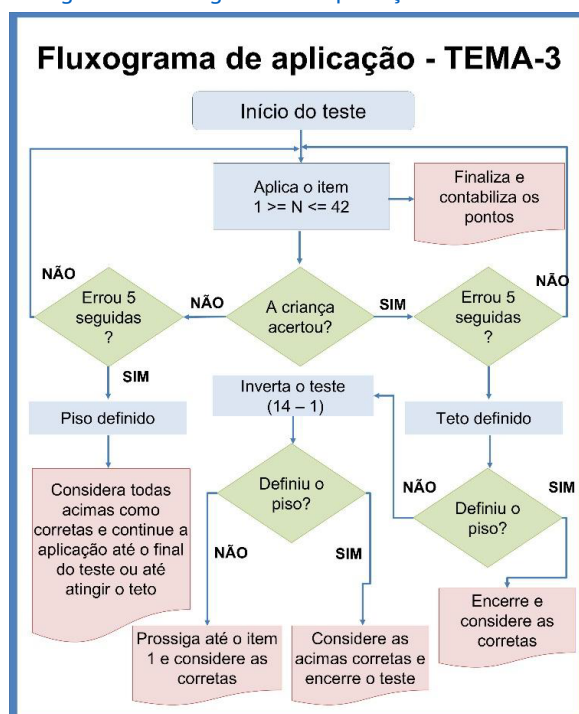 Fluxograma de aplicação - TEMA-3
Início do teste
Aplica o item
1 >= N <= 42
Finaliza e
contabiliza os
pontos
NÃO
Errou 5
seguidas
?
NÃO
A criança
acertou?
SIM
Errou 5
seguidas
?
NÃO
SIM
Piso definido
Inverta o teste
(14 – 1)
Teto definido
Considera todas
acimas como
corretas e continue a
aplicação até o final
do teste ou até
atingir o teto
Definiu o
piso?
NÃO
SIM
NÃO
Definiu o
piso?
SIM
Prossiga até o item
1 e considere as
corretas
Considere as
acimas corretas e
encerre o teste
Encerre e
considere as
corretas